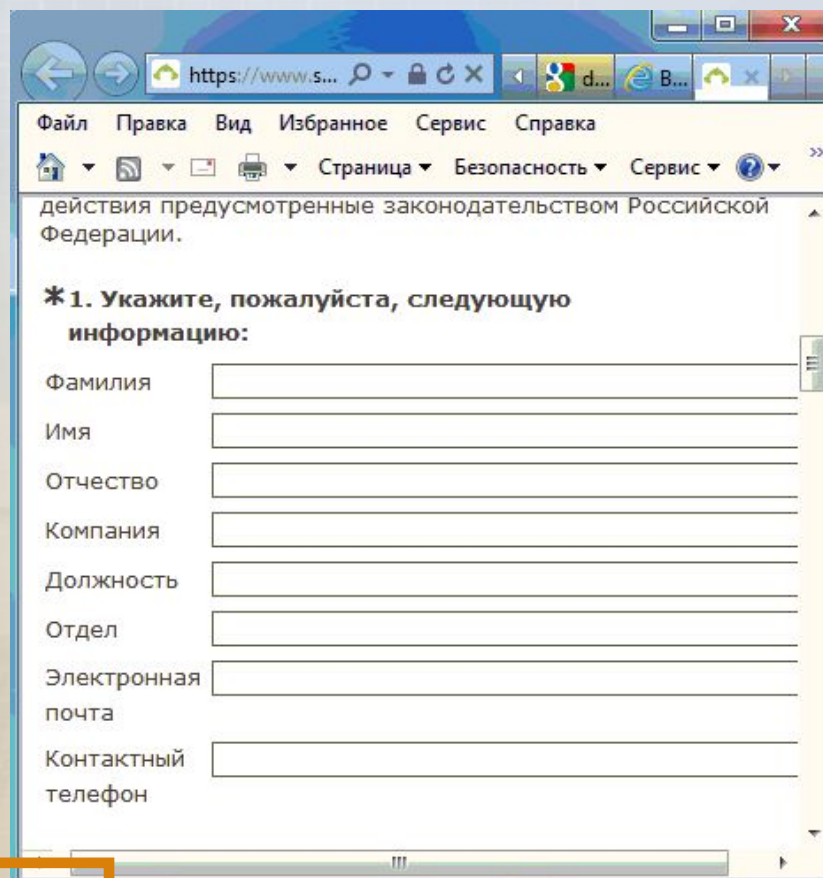 https://www.s...
d...
B...
Файл Правка Вид Избранное Сервис Справка
Страница Безопасность Сервис
действия предусмотренные законодательством Российской
Федерации.
*1. Укажите, пожалуйста, следующую
информацию:
Фамилия
Имя
Отчество
Компания
Должность
Отдел
Электронная
почта
Контактный
телефон